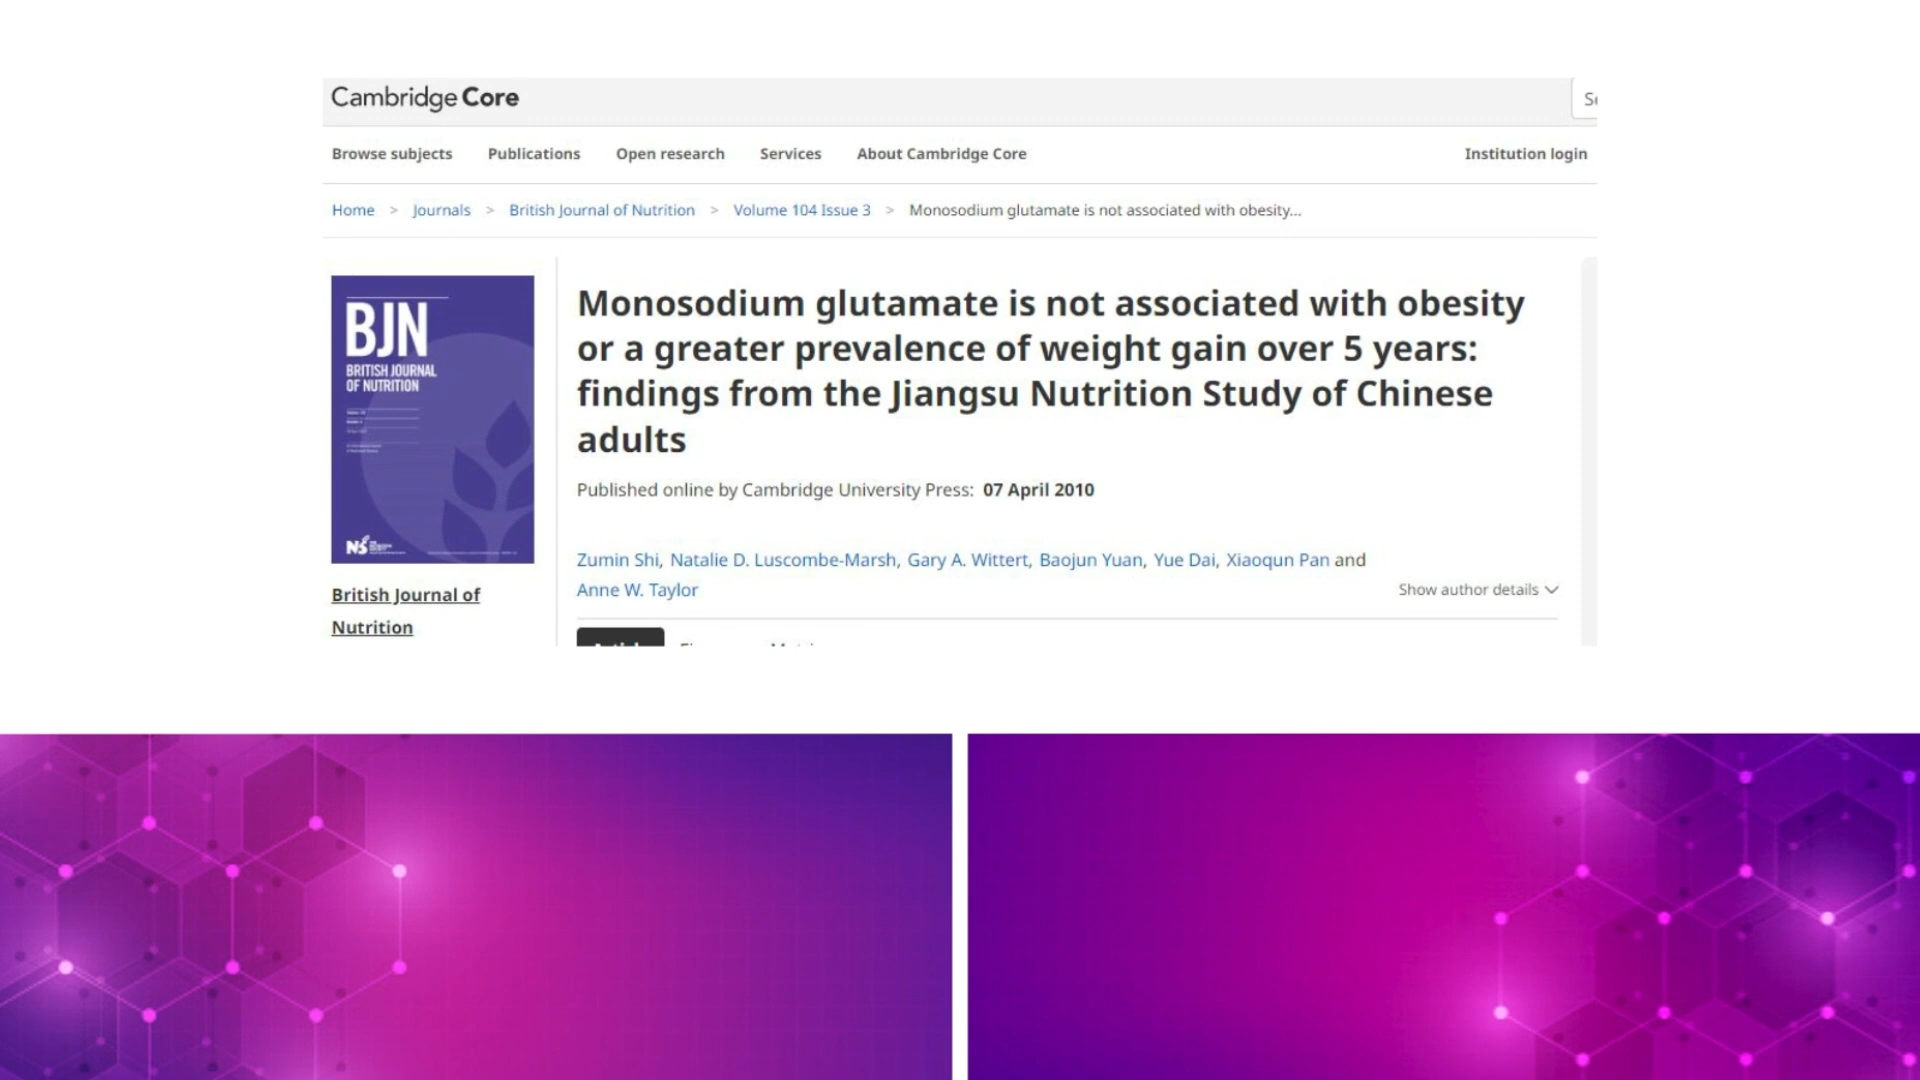 Cambridge Core
Browse subjects Publications Open research Services About Cambridge Core Institution login
Home > Journals > British Journal of Nutrition > Volume 104 Issue 3 > Monosodium glutamate is not associated with obesity...
BJN
BRITISH JOURNAL
OF NUTRITION
Monosodium glutamate is not associated with obesity
or a greater prevalence of weight gain over 5 years:
findings from the Jiangsu Nutrition Study of Chinese
adults
Published online by Cambridge University Press: 07 April 2010
Zumin Shi, Natalie D. Luscombe-Marsh, Gary A. Wittert, Baojun Yuan, Yue Dai, Xiaoqun Pan and
Anne W. Taylor
Show author details
British Journal of
Nutrition